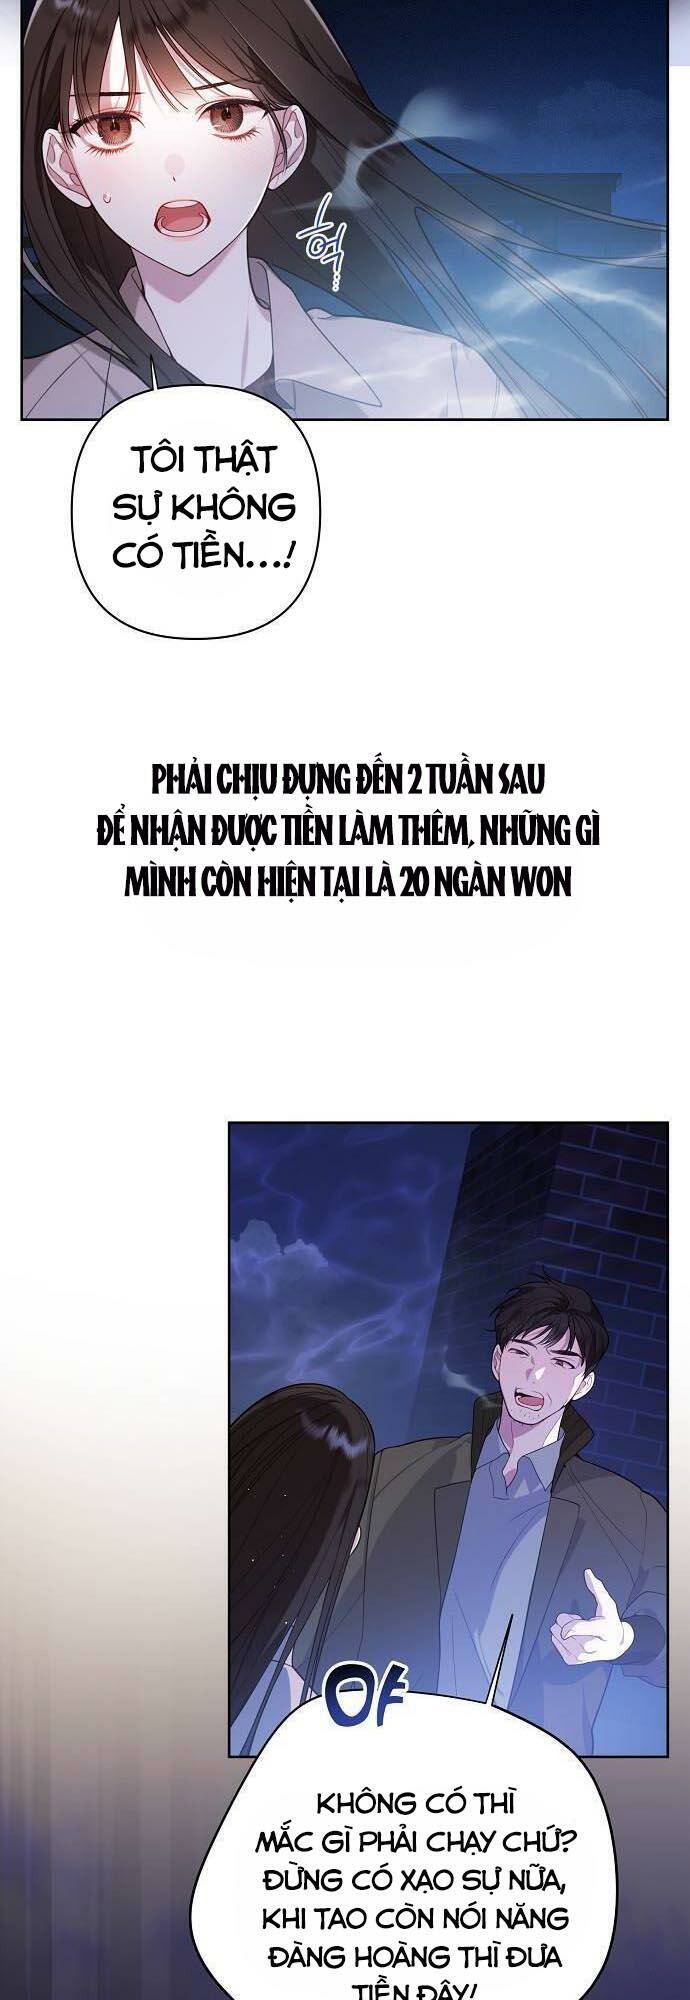 헉
TÔI THẬT
SỰ KHÔNG
CÓ TIỀN...!
PHẢI CHỊU ĐỰNG ĐẾN 2 TUẦN SAU
ĐỂ NHẬN ĐƯỢC TIỀN LÀM THÊM, NHỮNG GÌ
MÌNH CÒN HIỆN TẠI LÀ 20 NGÀN WON
야
KHÔNG CÓ THÌ
MẮC GÌ PHẢI CHẠY CHỨ?
ĐỪNG CÓ XẠO SỰ NỮA,
KHI TAO CÒN NÓI NĂNG
ĐÀNG HOÀNG THÌ ĐƯA
TIỀN ĐÂY!